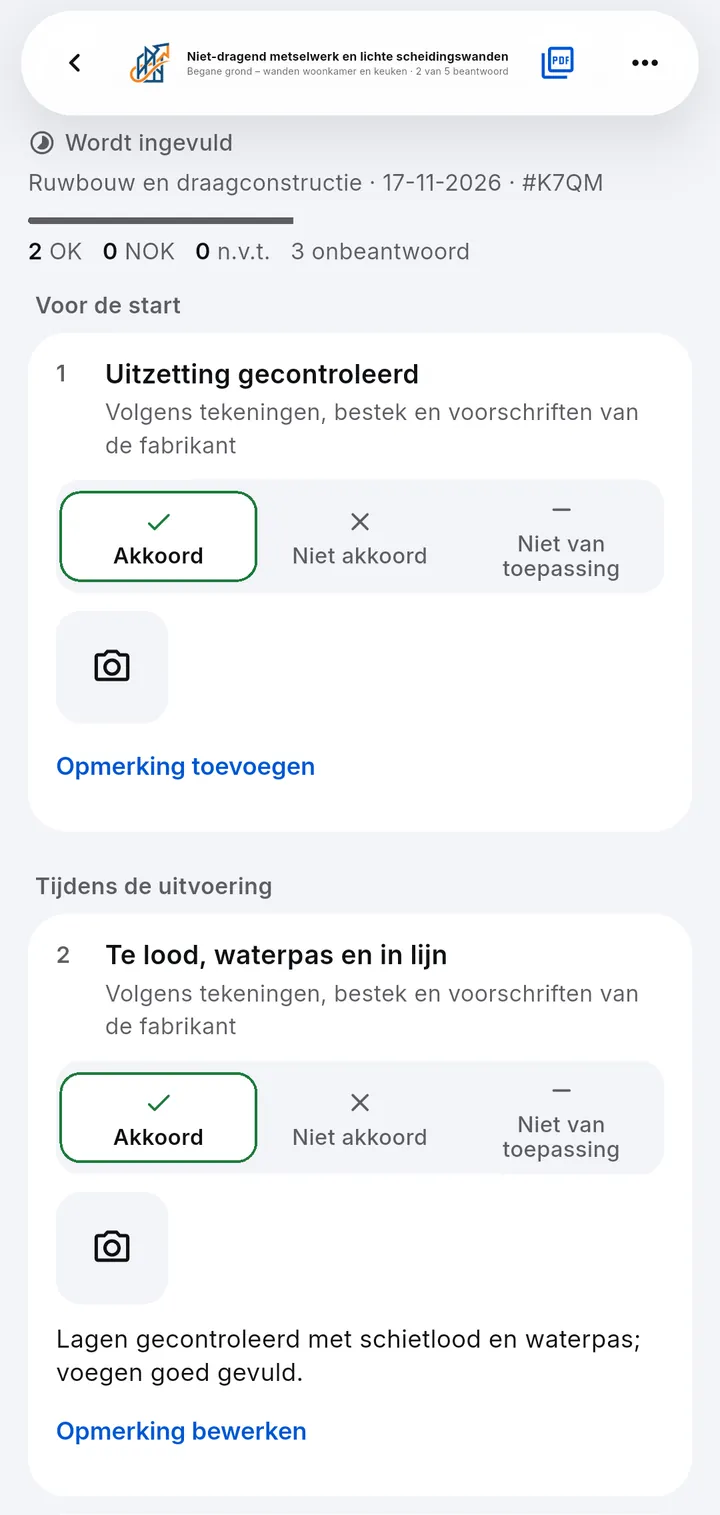 Niet-dragend metselwerk en lichte scheidingswanden
Begane grond – wanden woonkamer en keuken · 2 van 5 beantwoord
PDF
Wordt ingevuld
Ruwbouw en draagconstructie · 17-11-2026 · #K7QM
2 OK 0 NOK 0 n.v.t. 3 onbeantwoord
Voor de start
1 Uitzetting gecontroleerd
Volgens tekeningen, bestek en voorschriften van
de fabrikant
Akkoord
Niet akkoord
Niet van
toepassing
Opmerking toevoegen
Tijdens de uitvoering
2 Te lood, waterpas en in lijn
Volgens tekeningen, bestek en voorschriften van
de fabrikant
Akkoord
Niet akkoord
Niet van
toepassing
Lagen gecontroleerd met schietlood en waterpas;
voegen goed gevuld.
Opmerking bewerken